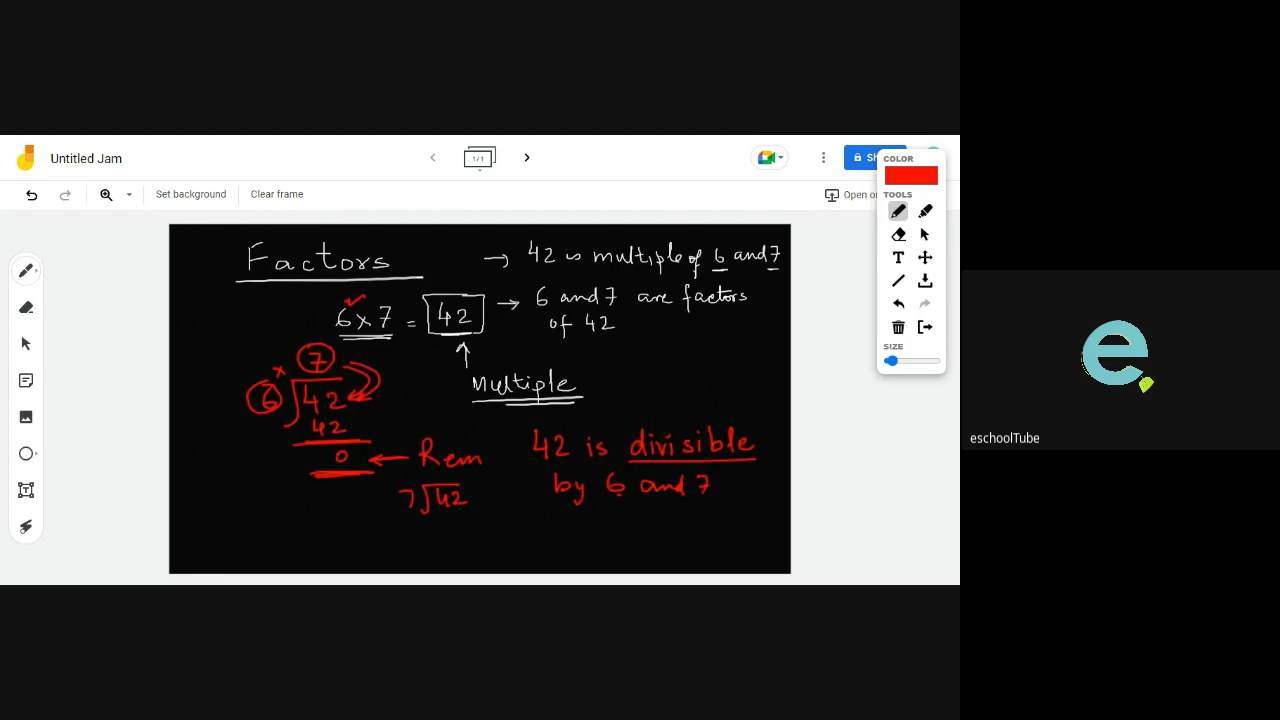 Untitled Jam
1/1
Sh
Set background
Clear frame
Open on
COLOR
TOOLS
SIZE
Factors
→ 42 is multiple of 6 and 7
6 x 7 = 42
→ 6 and 7 are factors
of 42
Multiple
x 7
6 42
42
0 ← Rem
7√42
42 is divisible
by 6 and 7
e
eschoolTube